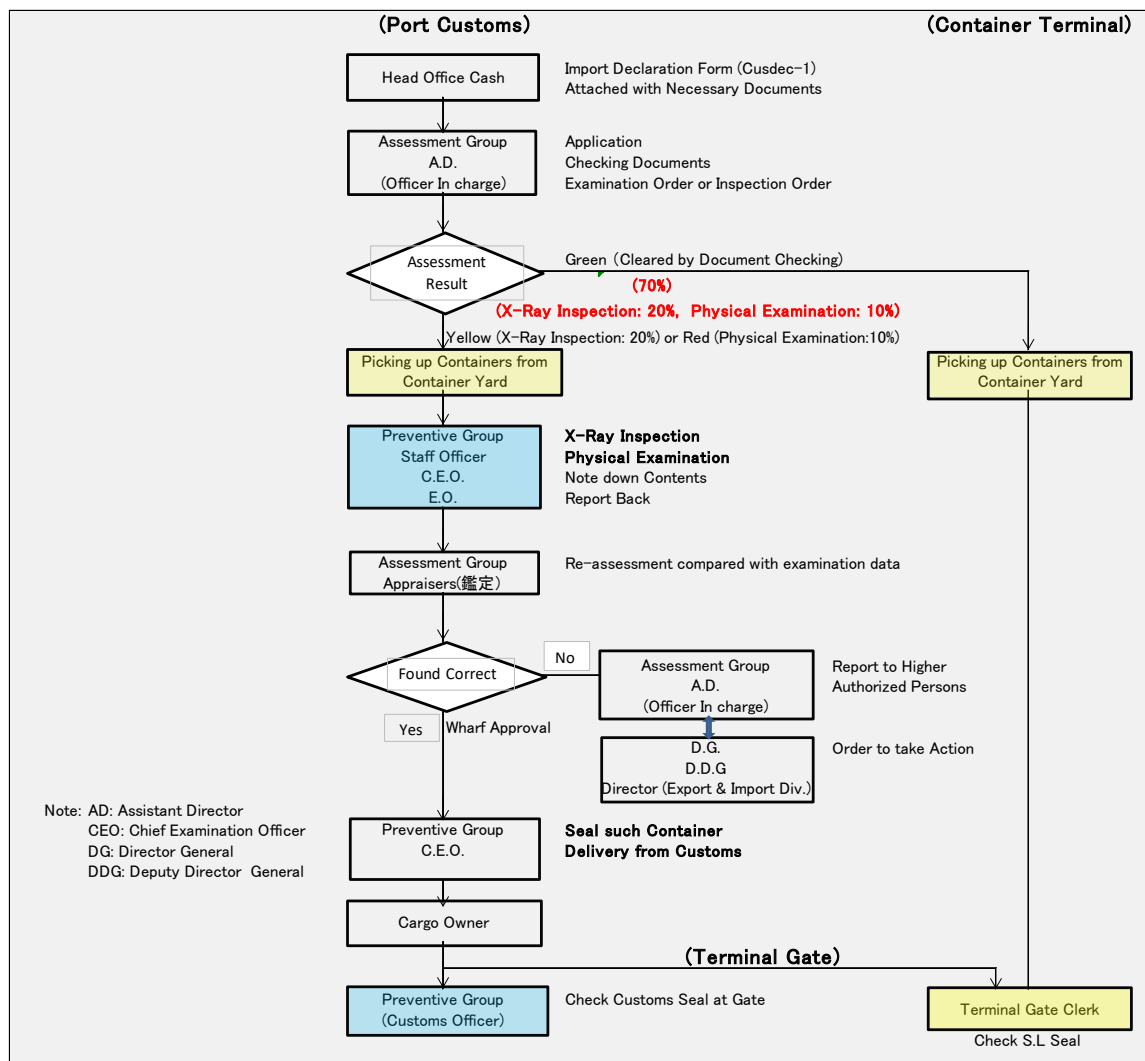 (Port Customs)
(Container Terminal)
Head Office Cash
Import Declaration Form (Cusdec-1)
Attached with Necessary Documents
Assessment Group
A.D.
(Officer In charge)
Application
Checking Documents
Examination Order or Inspection Order
Assessment
Result
Green (Cleared by Document Checking)
(70%)
(X-Ray Inspection: 20%, Physical Examination: 10%)
Yellow (X-Ray Inspection: 20%) or Red (Physical Examination:10%)
Picking up Containers from
Container Yard
Picking up Containers from
Container Yard
Preventive Group
Staff Officer
C.E.O.
E.O.
X-Ray Inspection
Physical Examination
Note down Contents
Report Back
Assessment Group
Appraisers(鑑定)
Re-assessment compared with examination data
Found Correct
No
Assessment Group
A.D.
(Officer In charge)
Report to Higher
Authorized Persons
Yes
Wharf Approval
D.G.
D.D.G
Director (Export & Import Div.)
Order to take Action
Note: AD: Assistant Director
CEO: Chief Examination Officer
DG: Director General
DDG: Deputy Director General
Preventive Group
C.E.O.
Seal such Container
Delivery from Customs
Cargo Owner
(Terminal Gate)
Preventive Group
(Customs Officer)
Check Customs Seal at Gate
Terminal Gate Clerk
Check S.L Seal